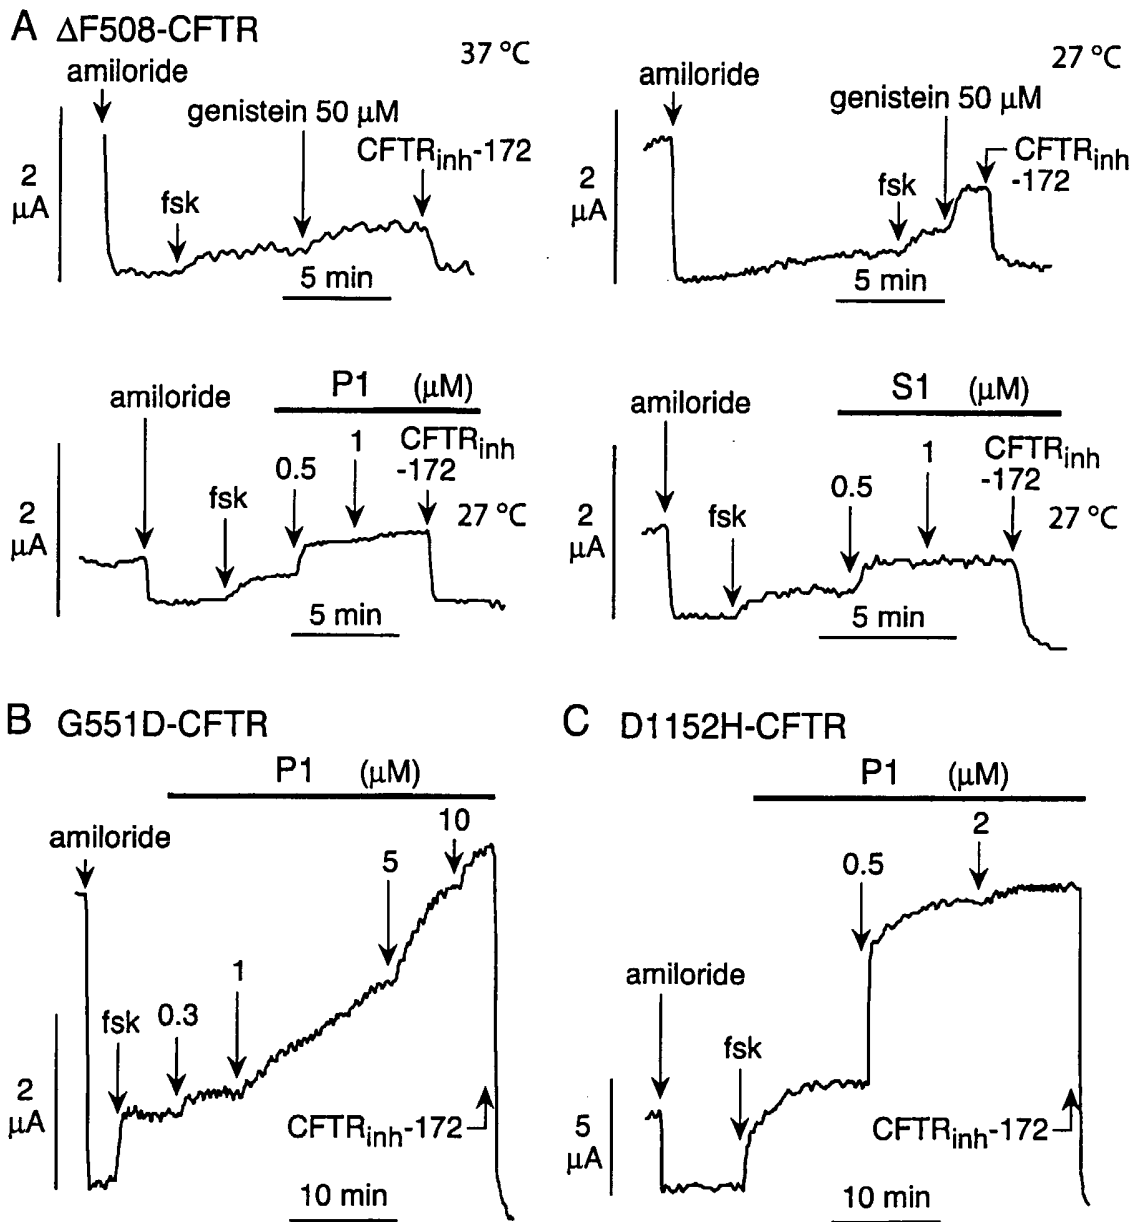 A ΔF508-CFTR
37 °C
amiloride
genistein 50 μM
CFTRinh-172
fsk
2
μA
5 min
27 °C
amiloride
genistein 50 μM
CFTRinh
-172
fsk
2
μA
5 min
P1 (μM)
amiloride
1
CFTRinh
-172
0.5
fsk
27 °C
2
μA
5 min
S1 (μM)
amiloride
1
CFTRinh
-172
0.5
fsk
27 °C
2
μA
5 min
B G551D-CFTR
P1 (μM)
amiloride
10
5
1
0.3
fsk
2
μA
CFTRinh-172
10 min
C D1152H-CFTR
P1 (μM)
2
0.5
amiloride
fsk
5
μA
CFTRinh-172
10 min